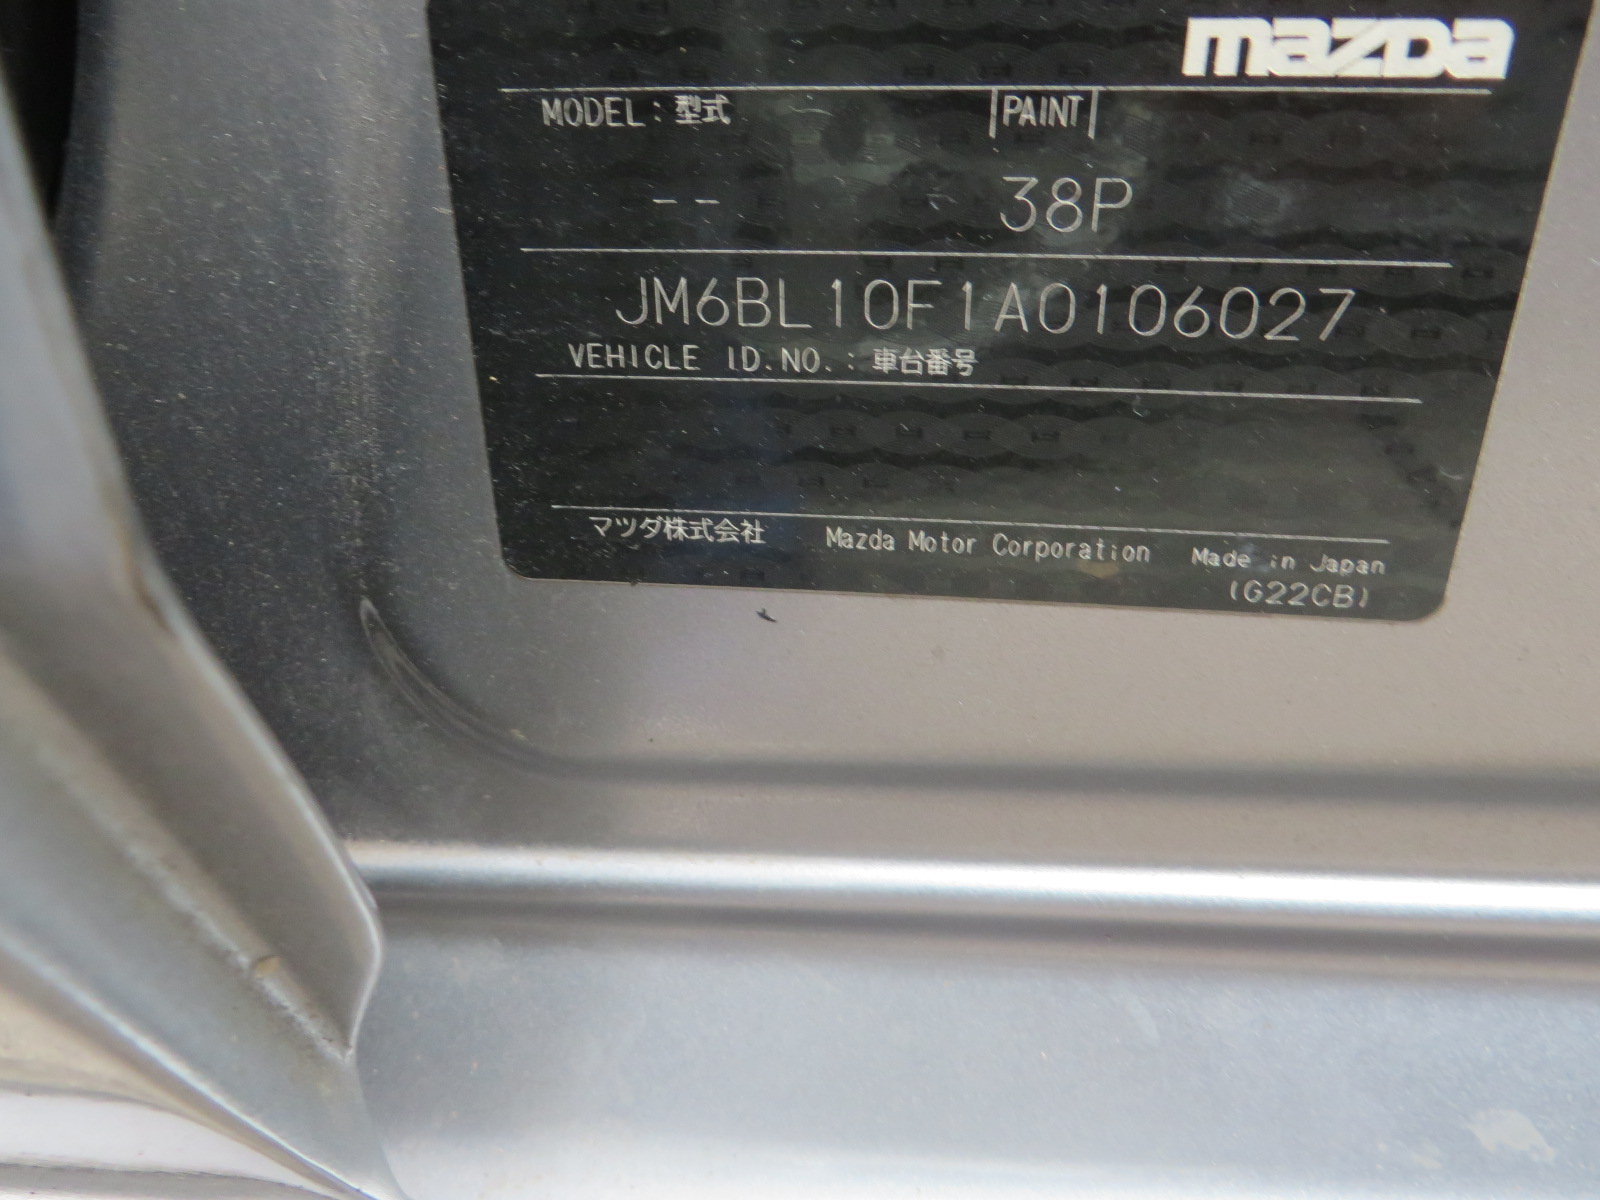 mazda
MODEL : 型式 |PAINT|
-- 38P
JM6BL10F1A0106027
VEHICLE ID.NO. : 車台番号
マツダ株式会社 Mazda Motor Corporation Made in Japan
(G22CB)